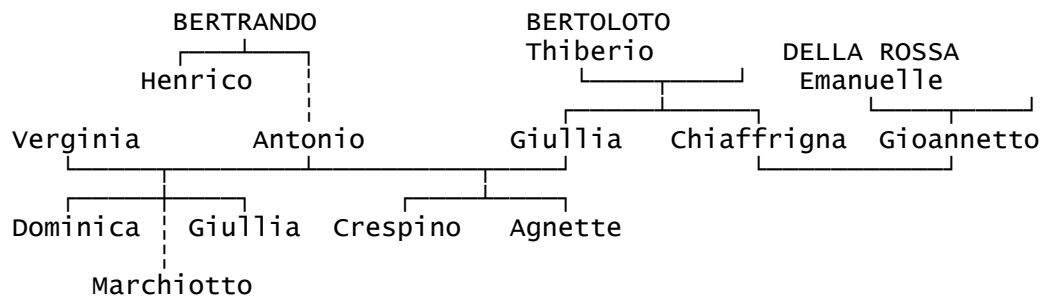 BERTRANDO BERTOLOTO
Thiberio DELLA ROSSA
Henrico Emanuelle
Verginia Antonio Giullia Chiaffrigna Gioannetto
Dominica Giullia Crespino Agnette
Marchiotto